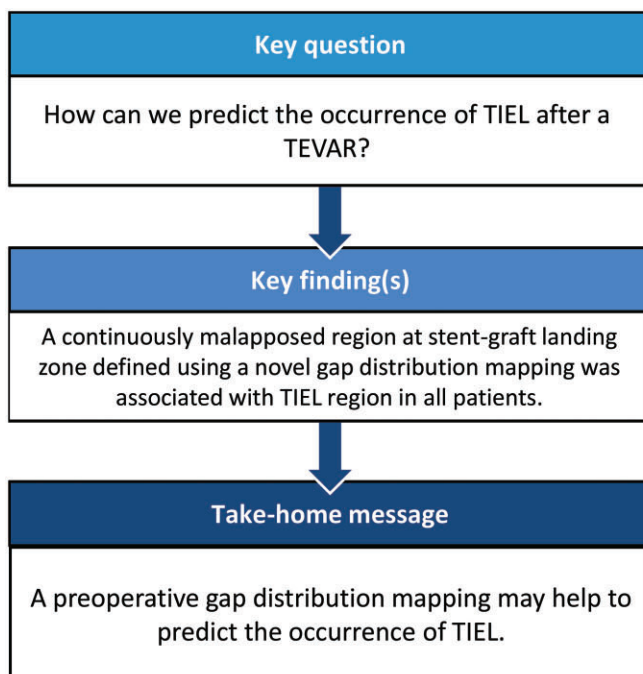 Key question
How can we predict the occurrence of TIEL after a
TEVAR?
Key finding(s)
A continuously malapposed region at stent-graft landing
zone defined using a novel gap distribution mapping was
associated with TIEL region in all patients.
Take-home message
A preoperative gap distribution mapping may help to
predict the occurrence of TIEL.